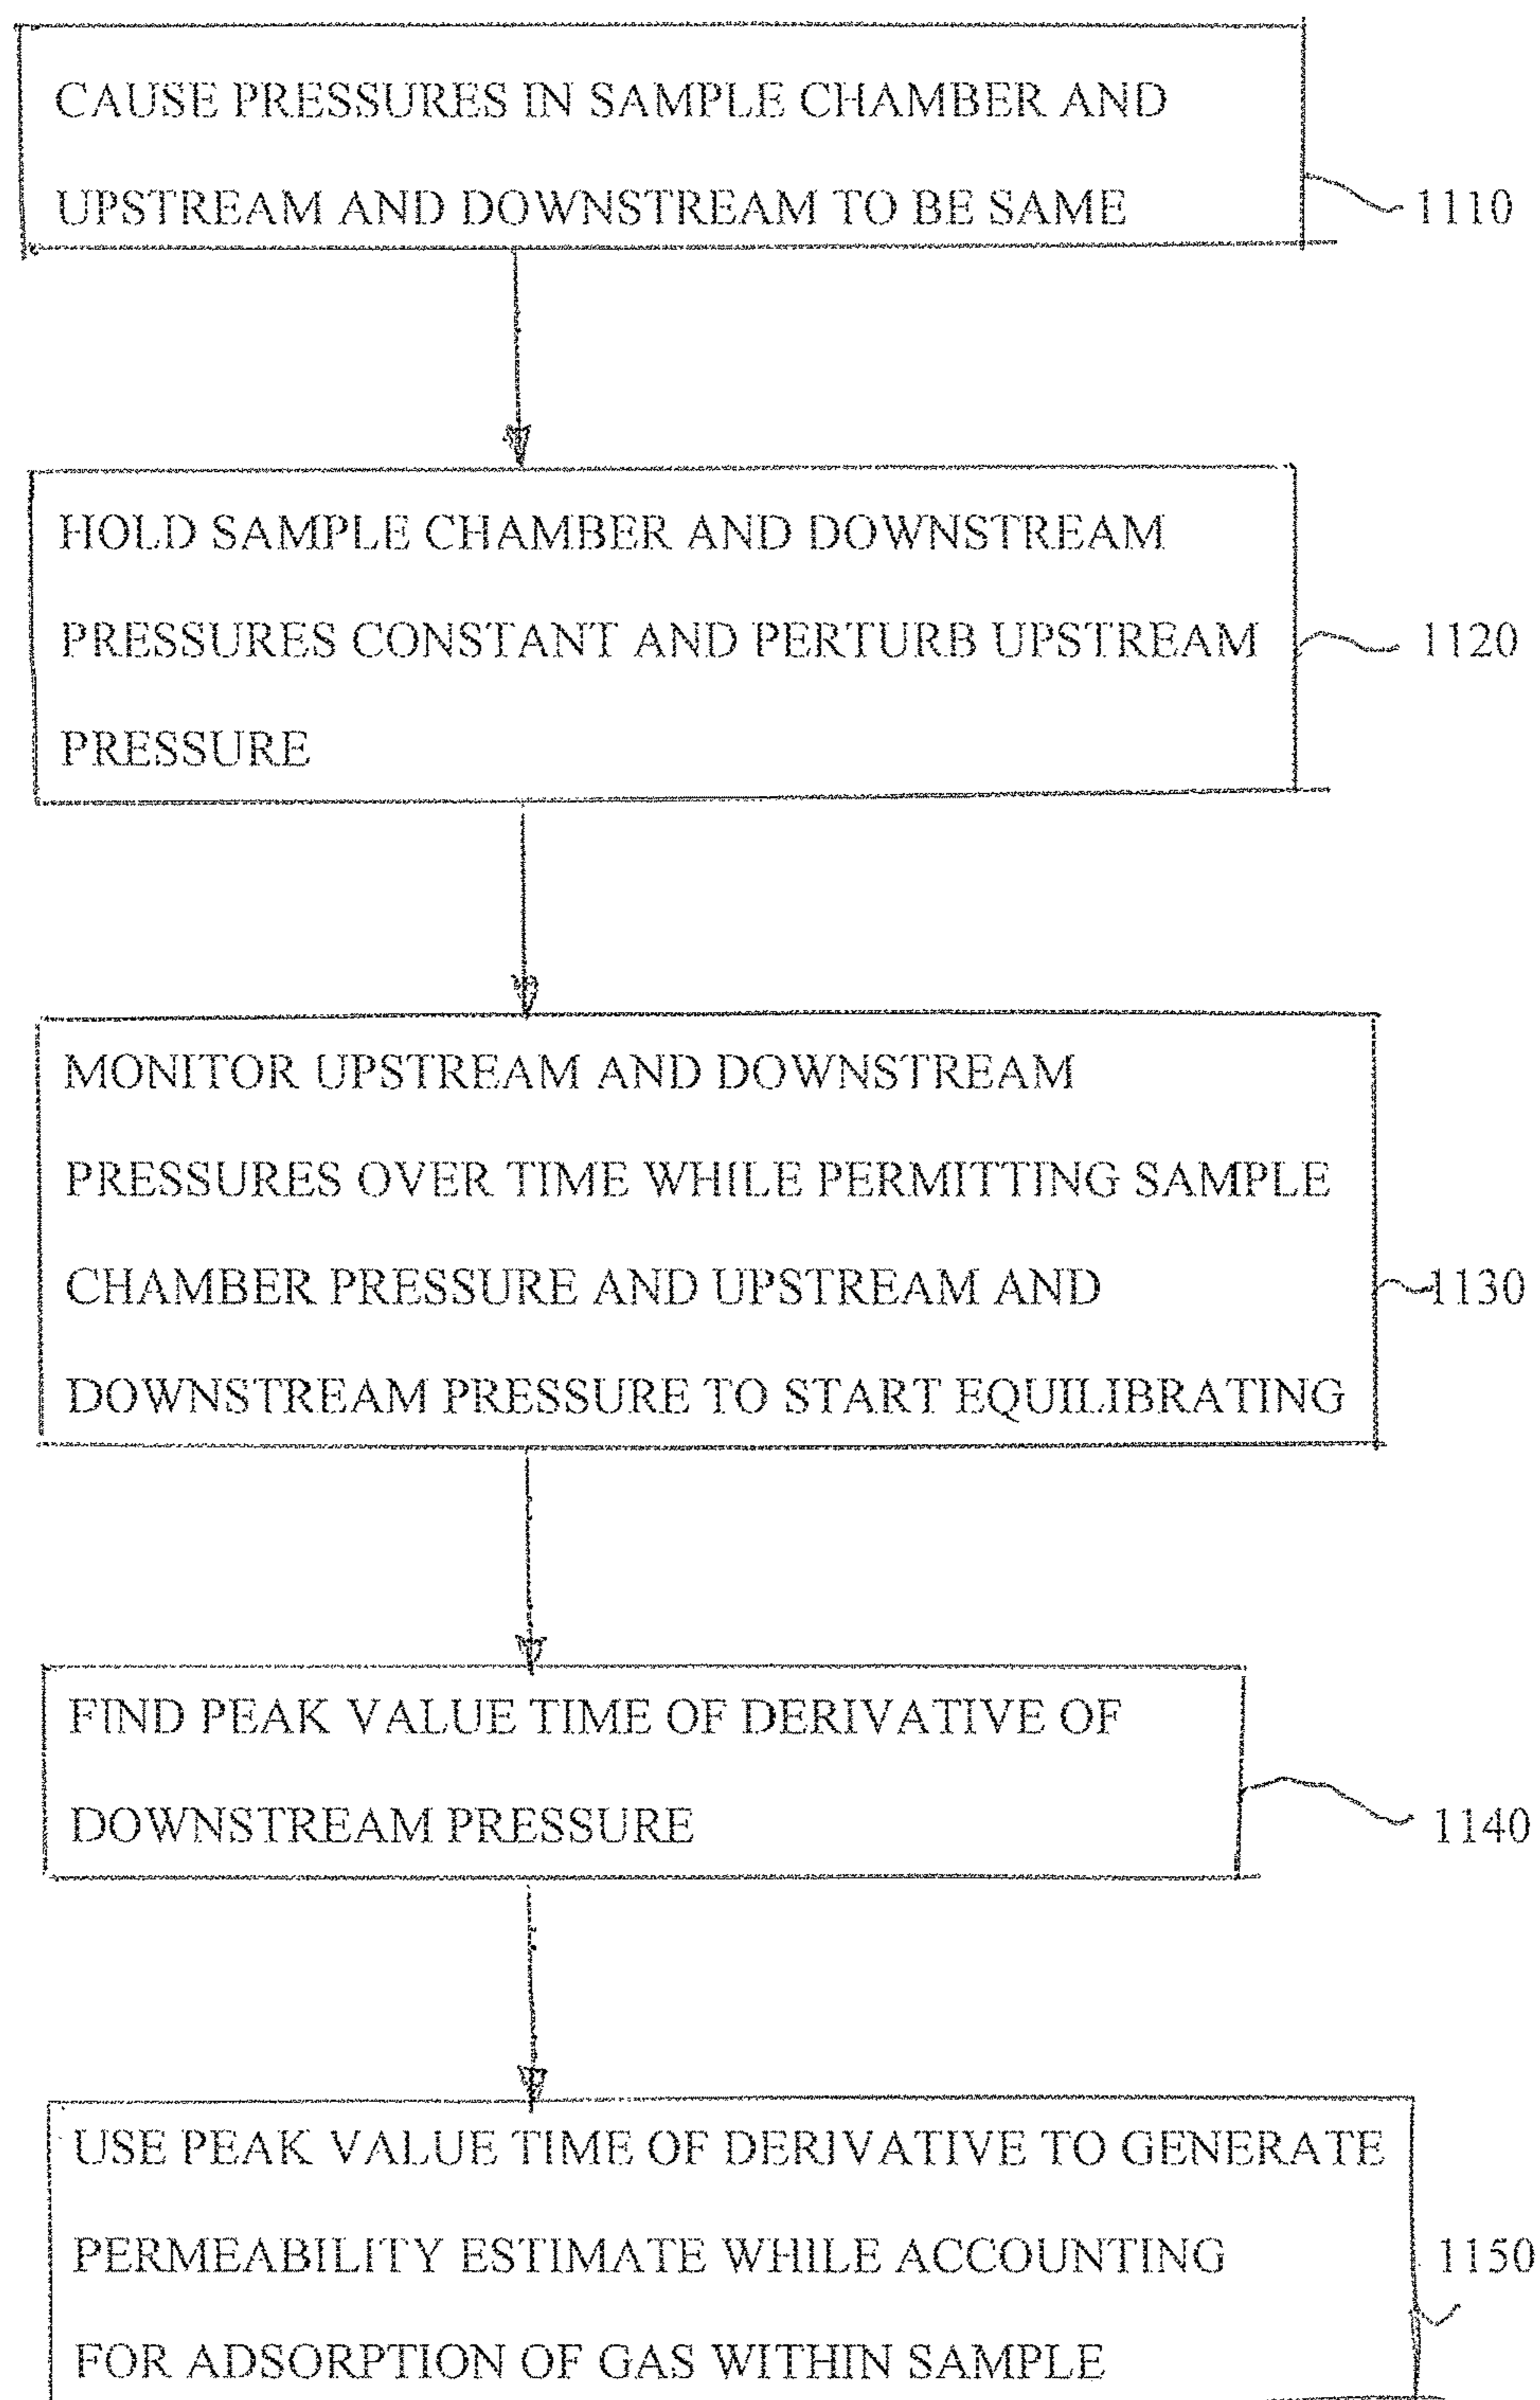 CAUSE PRESSURES IN SAMPLE CHAMBER AND
UPSTREAM AND DOWNSTREAM TO BE SAME
1110
HOLD SAMPLE CHAMBER AND DOWNSTREAM
PRESSURES CONSTANT AND PERTURB UPSTREAM
1120
PRESSURE
MONITOR UPSTREAM AND DOWNSTREAM
PRESSURES OVER TIME WHILE PERMITTING SAMPLE
CHAMBER PRESSURE AND UPSTREAM AND
1130
DOWNSTREAM PRESSURE TO START EQUILIBRATING
FIND PEAK VALUE TIME OF DERIVATIVE OF
DOWNSTREAM PRESSURE
1140
USE PEAK VALUE TIME OF DERIVATIVE TO GENERATE
PERMEABILITY ESTIMATE WHILE ACCOUNTING
1150
FOR ADSORPTION OF GAS WITHIN SAMPLE